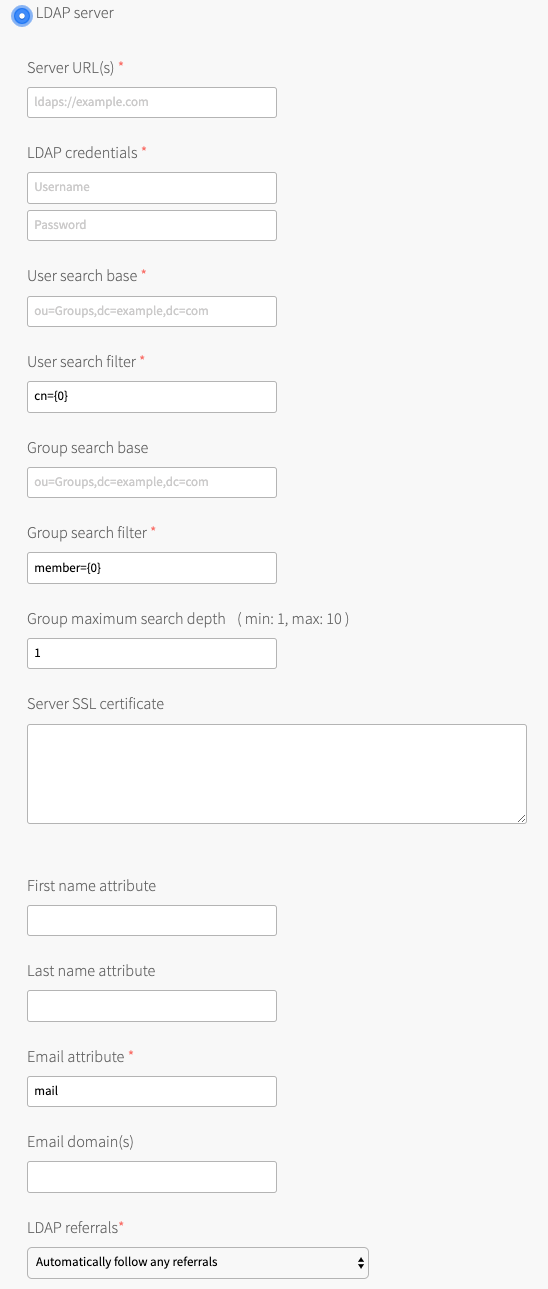 LDAP server
Server URL(s) *
ldaps://example.com
LDAP credentials *
Username
Password
User search base *
ou=Groups,dc=example,dc=com
User search filter *
cn={0}
Group search base
ou=Groups,dc=example,dc=com
Group search filter *
member={0}
Group maximum search depth ( min: 1, max: 10 )
1
Server SSL certificate
First name attribute
Last name attribute
Email attribute *
mail
Email domain(s)
LDAP referrals*
Automatically follow any referrals